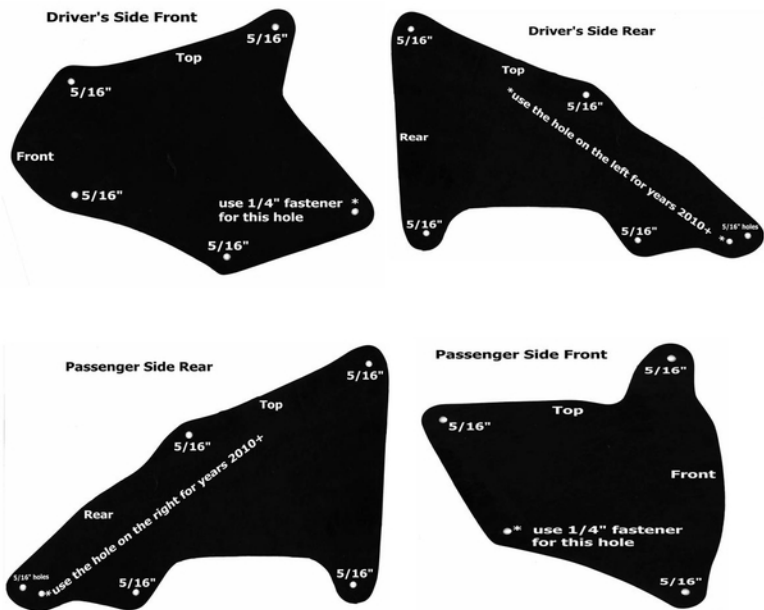 Driver's Side Front
5/16"
Top
5/16"
Front
5/16"
use 1/4" fastener *
for this hole
5/16"
Driver's Side Rear
5/16"
Top
5/16"
*use the hole on the left for years 2010+
Rear
5/16"
5/16"
* 5/16" holes
Passenger Side Rear
5/16"
Top
5/16"
*use the hole on the right for years 2010+
Rear
5/16" holes
5/16"
5/16"
Passenger Side Front
5/16"
Top
5/16"
Front
* use 1/4" fastener
for this hole
5/16"